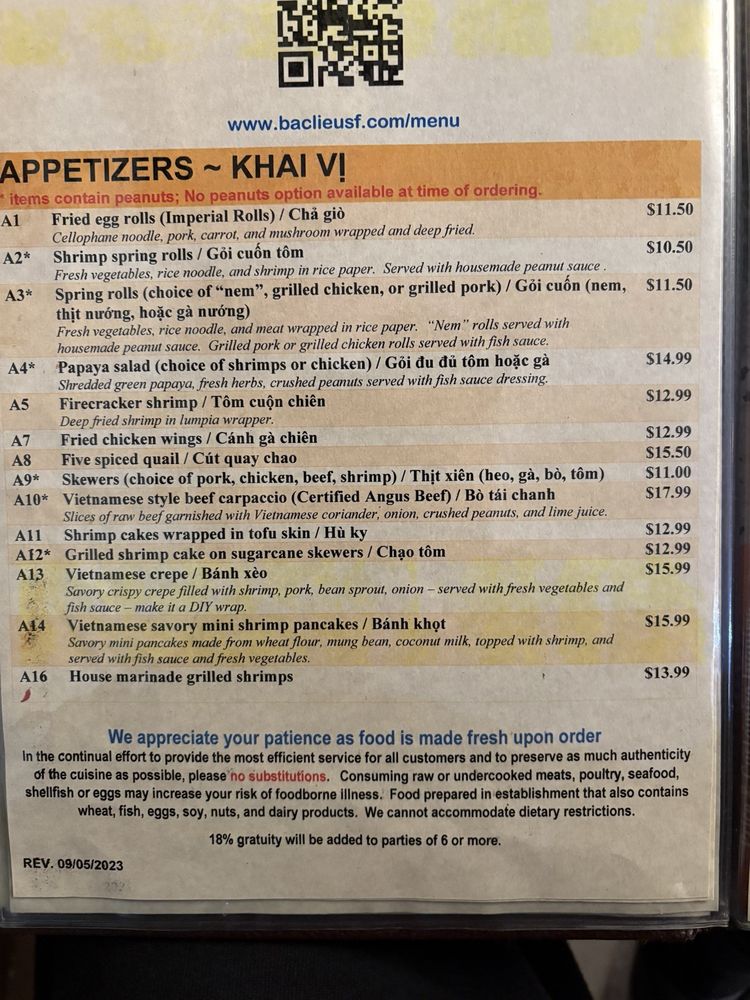 www.baclieusf.com/menu
APPETIZERS ~ KHAI VỊ
* items contain peanuts; No peanuts option available at time of ordering.
A1 Fried egg rolls (Imperial Rolls) / Chả giò $11.50
Cellophane noodle, pork, carrot, and mushroom wrapped and deep fried.
A2* Shrimp spring rolls / Gỏi cuốn tôm $10.50
Fresh vegetables, rice noodle, and shrimp in rice paper. Served with housemade peanut sauce .
A3* Spring rolls (choice of “nem”, grilled chicken, or grilled pork) / Gỏi cuốn (nem, $11.50
thịt nướng, hoặc gà nướng)
Fresh vegetables, rice noodle, and meat wrapped in rice paper. “Nem” rolls served with
housemade peanut sauce. Grilled pork or grilled chicken rolls served with fish sauce.
A4* Papaya salad (choice of shrimps or chicken) / Gỏi đu đủ tôm hoặc gà $14.99
Shredded green papaya, fresh herbs, crushed peanuts served with fish sauce dressing.
A5 Firecracker shrimp / Tôm cuộn chiên $12.99
Deep fried shrimp in lumpia wrapper.
A7 Fried chicken wings / Cánh gà chiên $12.99
A8 Five spiced quail / Cút quay chao $15.50
A9* Skewers (choice of pork, chicken, beef, shrimp) / Thịt xiên (heo, gà, bò, tôm) $11.00
A10* Vietnamese style beef carpaccio (Certified Angus Beef) / Bò tái chanh $17.99
Slices of raw beef garnished with Vietnamese coriander, onion, crushed peanuts, and lime juice.
A11 Shrimp cakes wrapped in tofu skin / Hù ky $12.99
A12* Grilled shrimp cake on sugarcane skewers / Chạo tôm $12.99
A13 Vietnamese crepe / Bánh xèo $15.99
Savory crispy crepe filled with shrimp, pork, bean sprout, onion – served with fresh vegetables and
fish sauce – make it a DIY wrap.
A14 Vietnamese savory mini shrimp pancakes / Bánh khọt $15.99
Savory mini pancakes made from wheat flour, mung bean, coconut milk, topped with shrimp, and
served with fish sauce and fresh vegetables.
A16 House marinade grilled shrimps $13.99
We appreciate your patience as food is made fresh upon order
In the continual effort to provide the most efficient service for all customers and to preserve as much authenticity
of the cuisine as possible, please no substitutions. Consuming raw or undercooked meats, poultry, seafood,
shellfish or eggs may increase your risk of foodborne illness. Food prepared in establishment that also contains
wheat, fish, eggs, soy, nuts, and dairy products. We cannot accommodate dietary restrictions.
18% gratuity will be added to parties of 6 or more.
REV. 09/05/2023